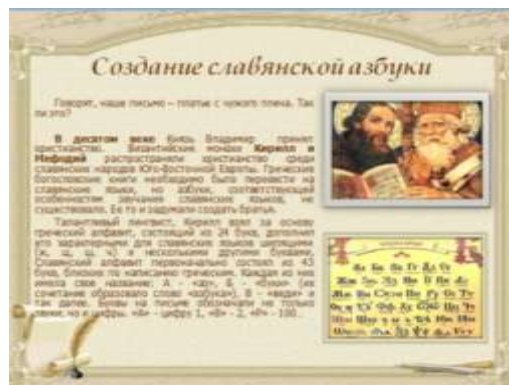 Создание славянской азбуки
Говорят, наше письмо – платье с чужого плеча. Так
ли это?
В десятом веке Князь Владимир принял
христианство. Византийские монахи Кирилл и
Мефодий распространяли христианство среди
славянских народов Юго-Восточной Европы. Греческие
богословские книги необходимо было перевести на
славянские языки, но азбуки, соответствующей
особенностям звучания славянских языков, не
существовало. Ее то и задумали создать братья.
Талантливый лингвист, Кирилл взял за основу
греческий алфавит, состоящий из 24 букв, дополнил
его характерными для славянских языков шипящими
(ж, щ, ш, ч) и несколькими другими буквами.
Славянский алфавит первоначально состоял из 43
букв, близких по написанию греческим. Каждая из них
имела свое название: А - «аз», Б - «буки» (их
сочетание образовало слово «азбука»), В – «веди» и
так далее. Буквы на письме обозначали не только
звуки, но и цифры. «А» - цифру 1, «В» - 2, «Р» - 100.